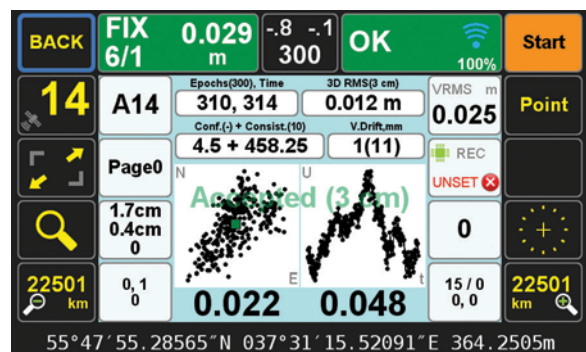 BACK
FIX
6/1
0.029
m
-.8 -.1
300
OK
100%
Start
14
A14
Epochs(300), Time
310, 314
3D RMS(3 cm)
0.012 m
VRMS m
0.025
Point
Conf.(-) + Consist.(10)
4.5 + 458.25
V.Drift,mm
1(11)
Page0
REC
UNSET
N
U
Accepted (3 cm)
E
t
1.7cm
0.4cm
0
0
22501
km
0, 1
0
0.022
0.048
15 / 0
0, 0
22501
km
55°47′55.28565″N 037°31′15.52091″E 364.2505m